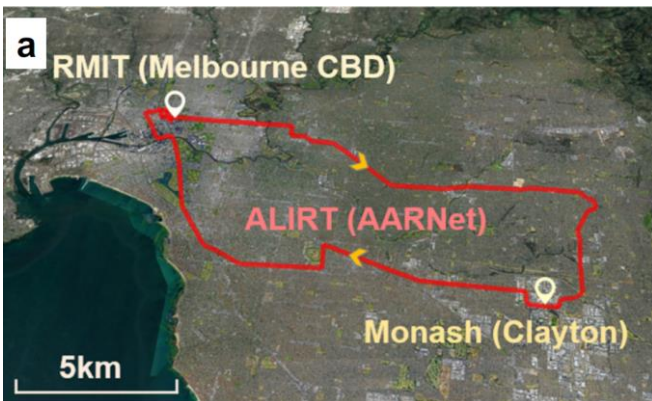 a
RMIT (Melbourne CBD)
ALIRT (AARNet)
Monash (Clayton)
5km